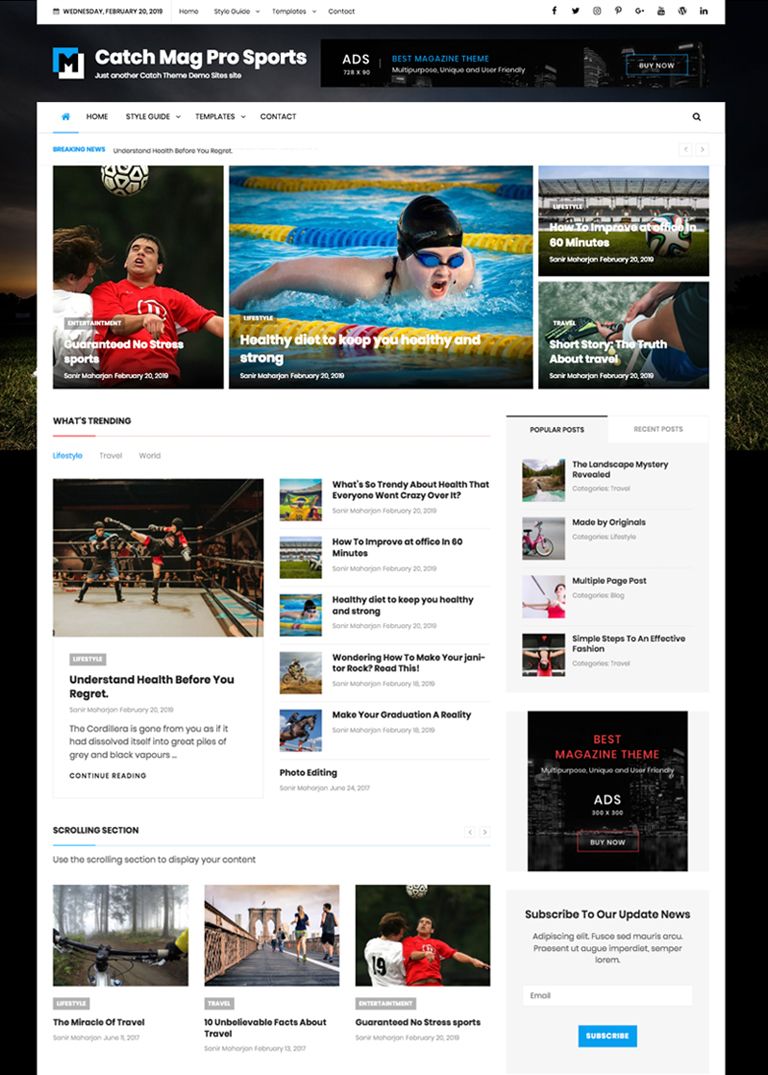 WEDNESDAY, FEBRUARY 20, 2019 Home Style Guide Templates Contact
Catch Mag Pro Sports
Just another Catch Theme Demo Sites site
ADS
728 X 90
BEST MAGAZINE THEME
Multipurpose, Unique and User Friendly
BUY NOW
HOME STYLE GUIDE TEMPLATES CONTACT
BREAKING NEWS Understand Health Before You Regret.
ENTERTAINTMENT
Guaranteed No Stress
sports
Sanir Maharjan February 20, 2019
LIFESTYLE
Healthy diet to keep you healthy and
strong
Sanir Maharjan February 20, 2019
LIFESTYLE
How To Improve at office In
60 Minutes
Sanir Maharjan February 20, 2019
TRAVEL
Short Story: The Truth
About travel
Sanir Maharjan February 20, 2019
WHAT'S TRENDING
Lifestyle Travel World
LIFESTYLE
Understand Health Before You
Regret.
Sanir Maharjan February 20, 2019
The Cordillera is gone from you as if it
had dissolved itself into great piles of
grey and black vapours ...
CONTINUE READING
What's So Trendy About Health That
Everyone Went Crazy Over It?
Sanir Maharjan February 20, 2019
How To Improve at office In 60
Minutes
Sanir Maharjan February 20, 2019
Healthy diet to keep you healthy
and strong
Sanir Maharjan February 20, 2019
Wondering How To Make Your jani-
tor Rock? Read This!
Sanir Maharjan February 18, 2019
Make Your Graduation A Reality
Sanir Maharjan February 18, 2019
Photo Editing
Sanir Maharjan June 24, 2017
POPULAR POSTS RECENT POSTS
The Landscape Mystery
Revealed
Categories: Travel
Made by Originals
Categories: Lifestyle
Multiple Page Post
Categories: Blog
Simple Steps To An Effective
Fashion
Categories: Travel
BEST
MAGAZINE THEME
Multipurpose, Unique and User Friendly
ADS
300 X 300
BUY NOW
SCROLLING SECTION
Use the scrolling section to display your content
19
LIFESTYLE
The Miracle Of Travel
Sanir Maharjan June 11, 2017
TRAVEL
10 Unbelievable Facts About
Travel
Sanir Maharjan February 13, 2017
ENTERTAINTMENT
Guaranteed No Stress sports
Sanir Maharjan February 20, 2019
Subscribe To Our Update News
Adipiscing elit. Fusce sed mauris arcu.
Praesent ut augue imperdiet, semper
lorem.
Email
SUBSCRIBE